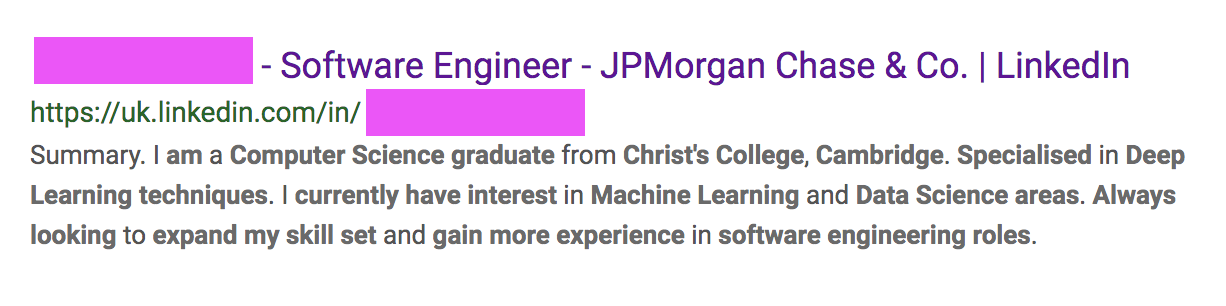 - Software Engineer - JPMorgan Chase & Co. | LinkedIn
https://uk.linkedin.com/in/
Summary. I am a Computer Science graduate from Christ's College, Cambridge. Specialised in Deep
Learning techniques. I currently have interest in Machine Learning and Data Science areas. Always
looking to expand my skill set and gain more experience in software engineering roles.